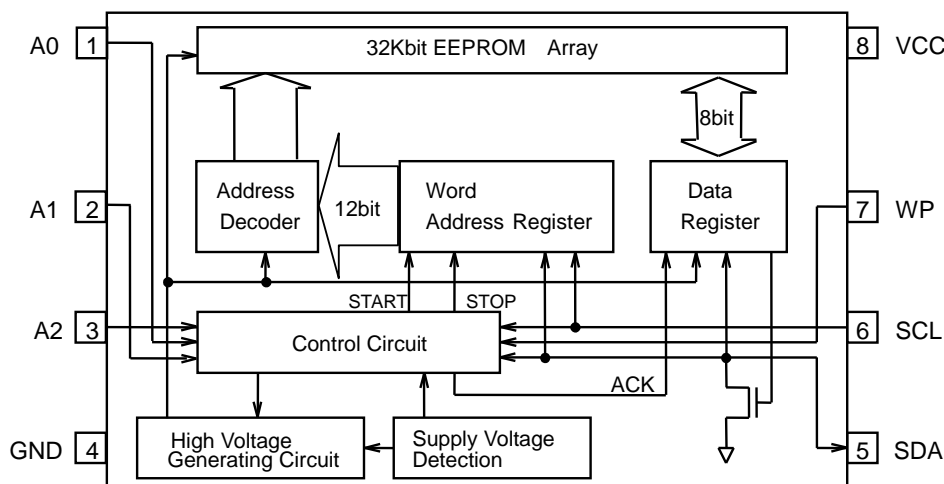 A0
1
32Kbit EEPROM Array
8
VCC
8bit
A1
2
Address
Decoder
12bit
Word
Address Register
Data
Register
7
WP
START
STOP
A2
3
Control Circuit
6
SCL
ACK
GND
4
High Voltage
Generating Circuit
Supply Voltage
Detection
5
SDA